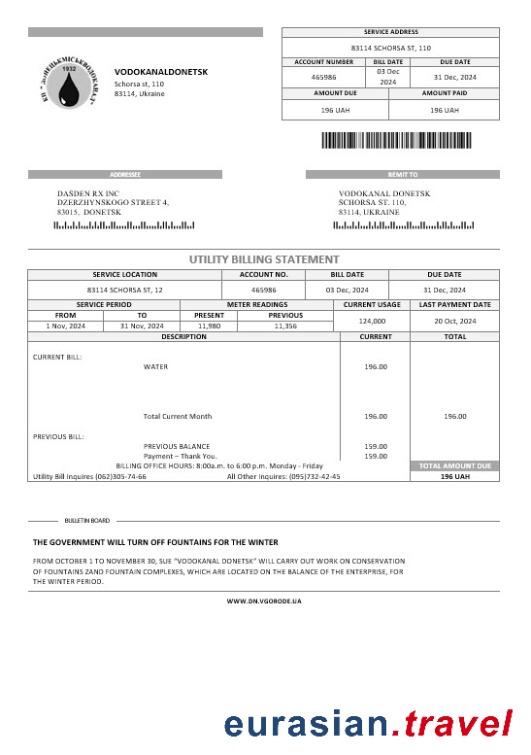 SERVICE ADDRESS
83114 SCHORSA ST, 110
ACCOUNT NUMBER BILL DATE DUE DATE
465986 03 Dec 2024 31 Dec, 2024
AMOUNT DUE AMOUNT PAID
196 UAH 196 UAH
КП "ДОНЕЦЬКМІСЬКВОДОКАНАЛ"
1932
VODOKANALDONETSK
Schorsa st, 110
83114, Ukraine
ADDRESSEE
DASDEN RX INC
DZERZHYNSKOGO STREET 4,
83015, DONETSK
REMIT TO
VODOKANAL DONETSK
SCHORSA ST. 110,
83114, UKRAINE
UTILITY BILLING STATEMENT
SERVICE LOCATION ACCOUNT NO. BILL DATE DUE DATE
83114 SCHORSA ST, 12 465986 03 Dec, 2024 31 Dec, 2024
SERVICE PERIOD METER READINGS CURRENT USAGE LAST PAYMENT DATE
FROM TO PRESENT PREVIOUS 124,000 20 Oct, 2024
1 Nov, 2024 31 Nov, 2024 11,980 11,356
DESCRIPTION CURRENT TOTAL
CURRENT BILL:
WATER 196.00
Total Current Month 196.00 196.00
PREVIOUS BILL:
PREVIOUS BALANCE 159.00
Payment – Thank You. 159.00
BILLING OFFICE HOURS: 8:00a.m. to 6:00 p.m. Monday - Friday TOTAL AMOUNT DUE
Utility Bill Inquires (062)305-74-66 All Other Inquires: (095)732-42-45 196 UAH
BULLETIN BOARD
THE GOVERNMENT WILL TURN OFF FOUNTAINS FOR THE WINTER
FROM OCTOBER 1 TO NOVEMBER 30, SUE "VODOKANAL DONETSK" WILL CARRY OUT WORK ON CONSERVATION
OF FOUNTAINS ZAND FOUNTAIN COMPLEXES, WHICH ARE LOCATED ON THE BALANCE OF THE ENTERPRISE, FOR
THE WINTER PERIOD.
WWW.DN.VGORODE.UA
eurasian.travel